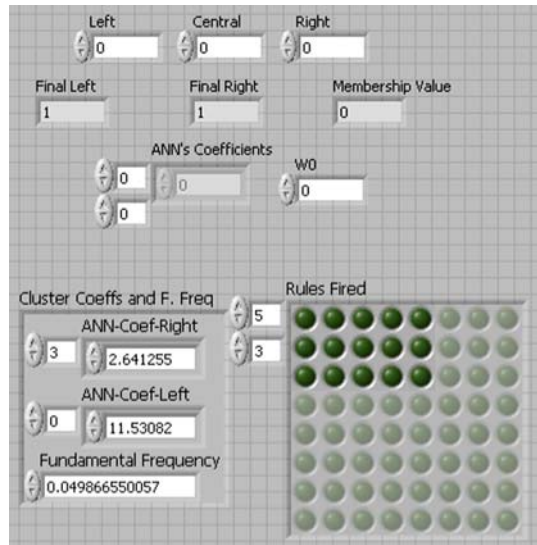 Left Central Right
0 0 0
Final Left Final Right Membership Value
1 1 0
ANN's Coefficients
W0
0 0 0
0
Cluster Coeffs and F. Freq
Rules Fired
ANN-Coef-Right
5
3 2.641255
3
ANN-Coef-Left
0 11.53082
Fundamental Frequency
0.049866550057